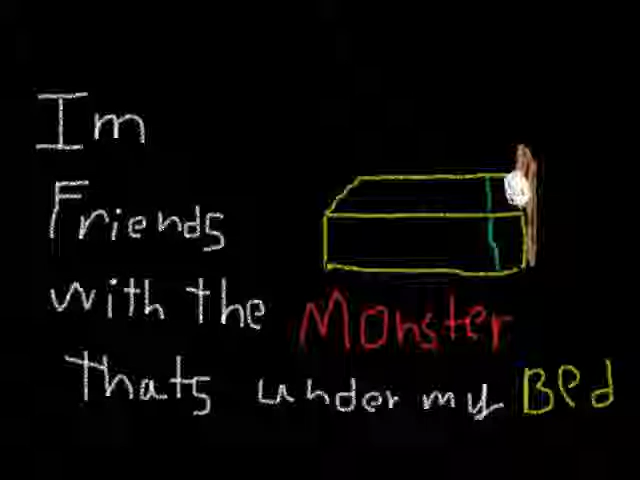 Im
Friends
with the Monster
thats under my Bed